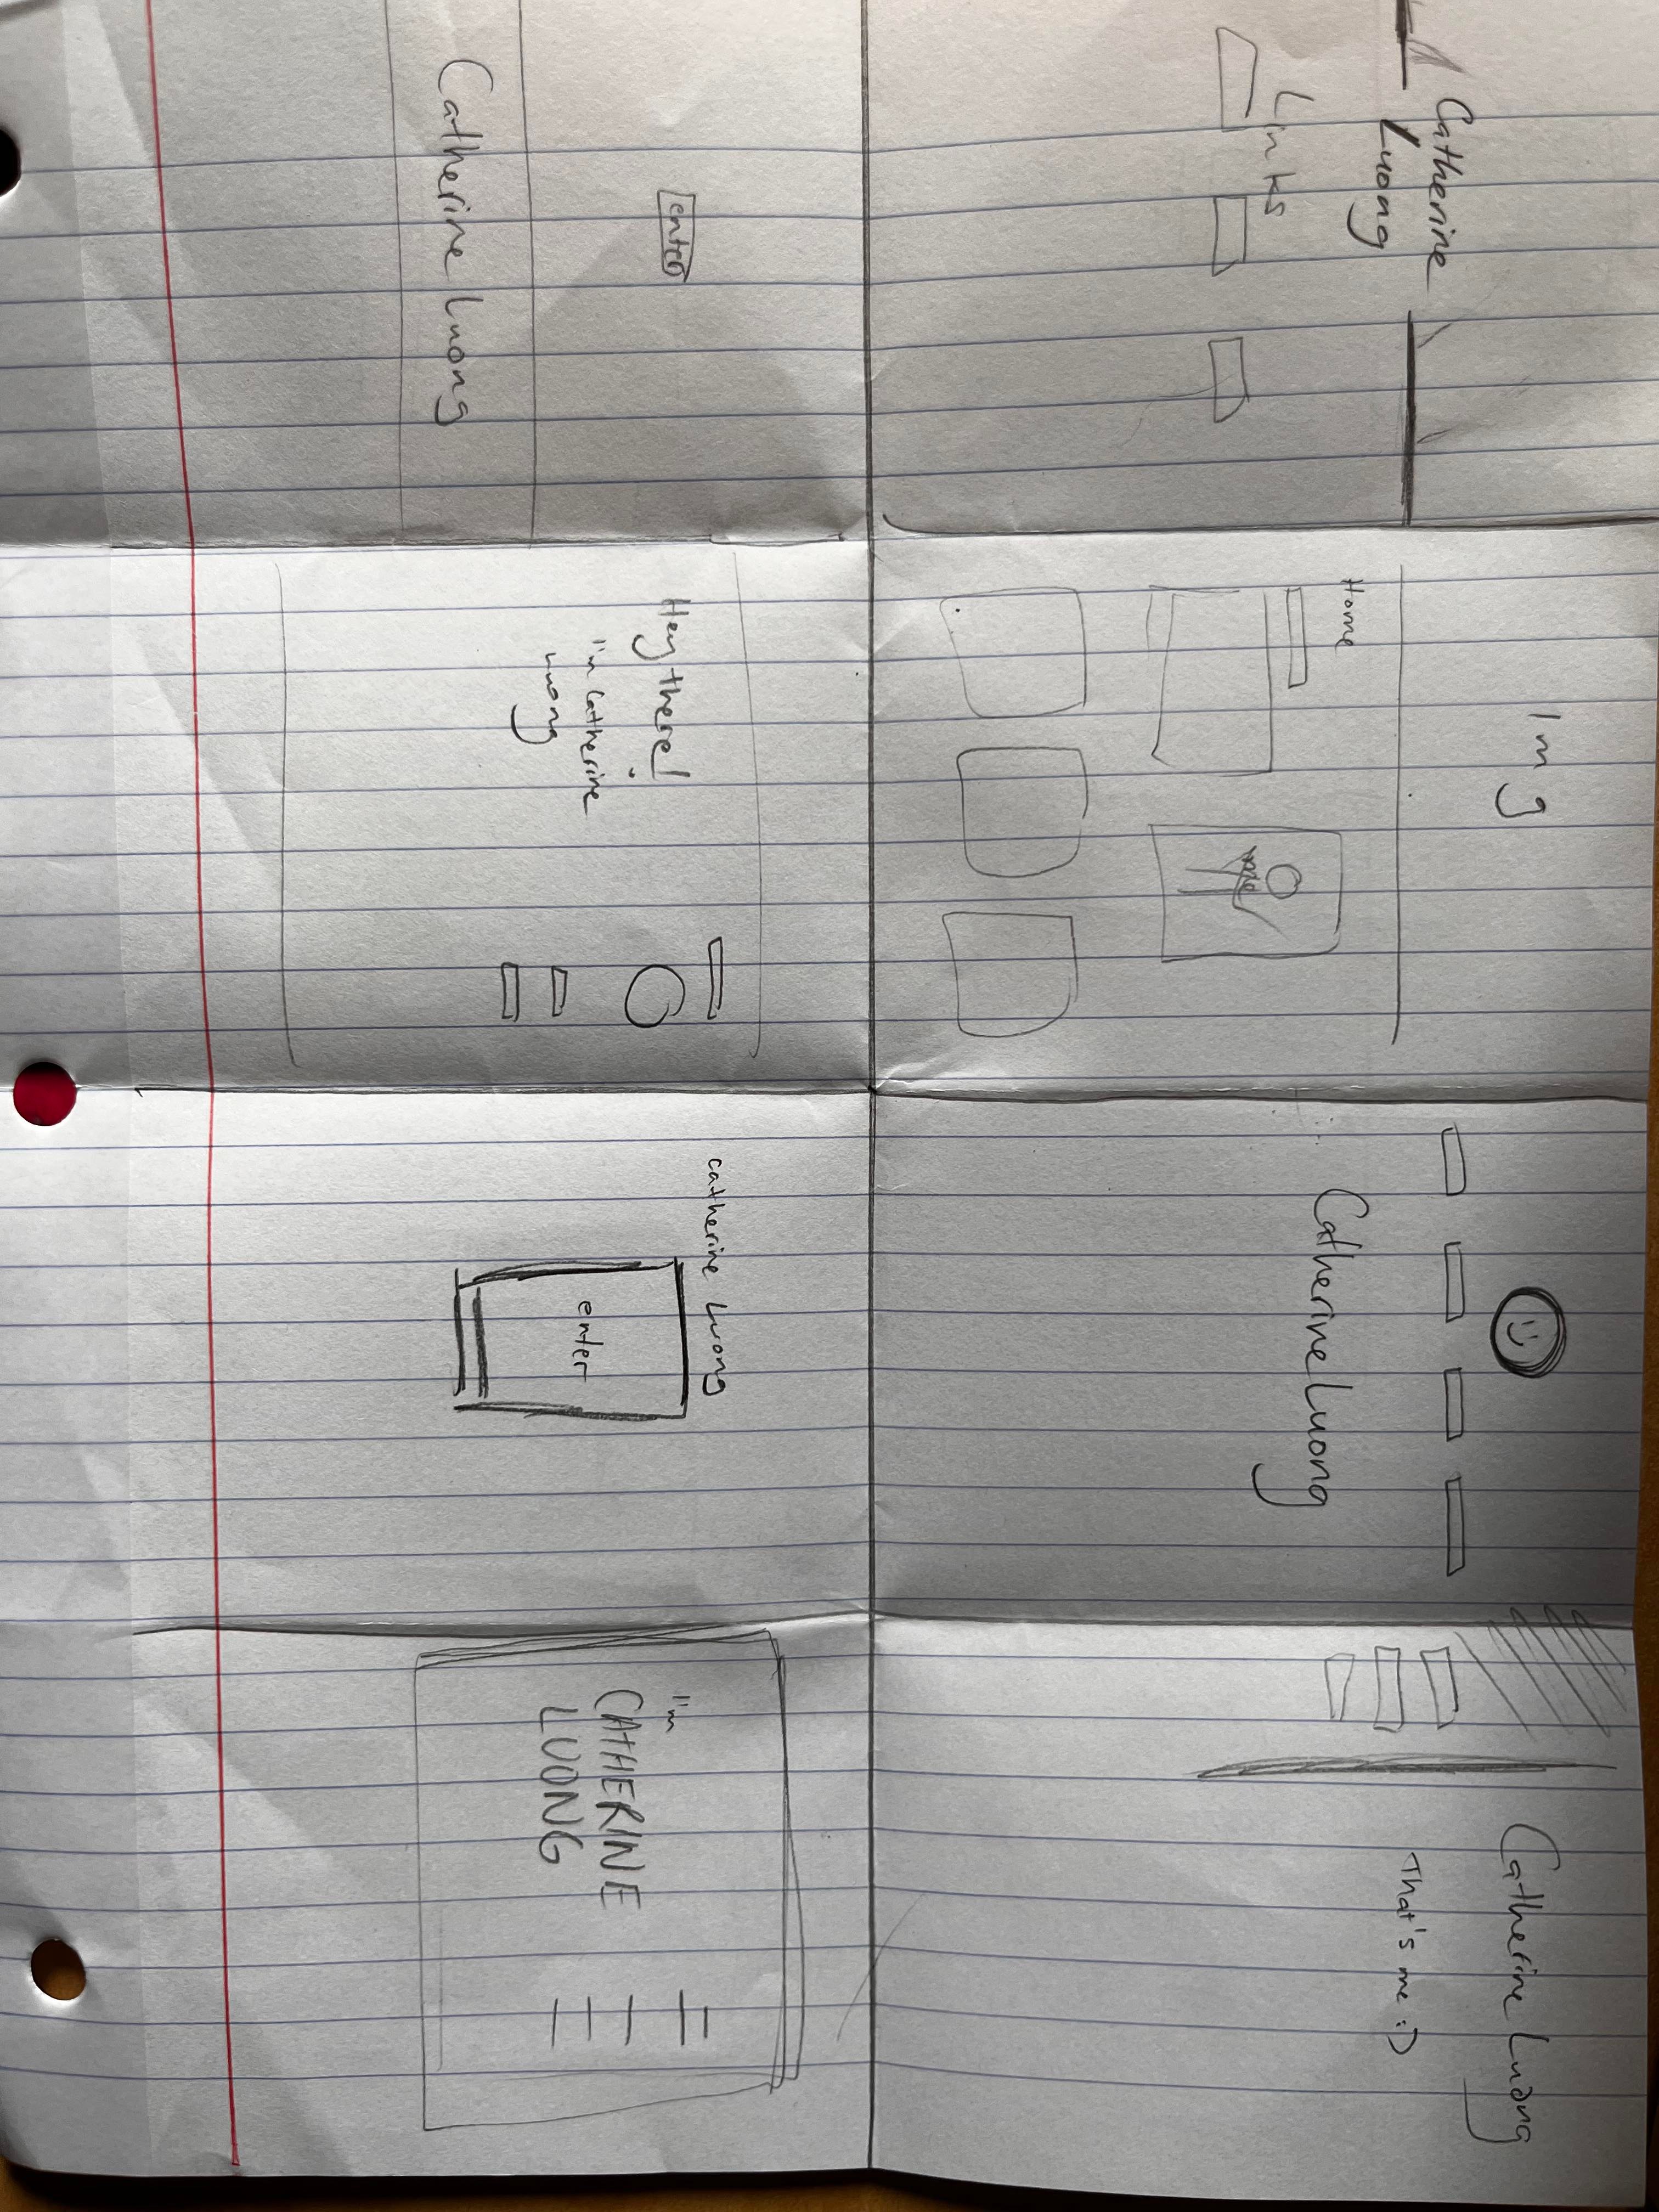 Catherine
Luong
Links
Img
Home
Catherine Luong
Catherine Luong
That's me :)
enter
Catherine Luong
Hey there!
I'm Catherine
Luong
catherine Luong
enter
I'm
CATHERINE
LUONG